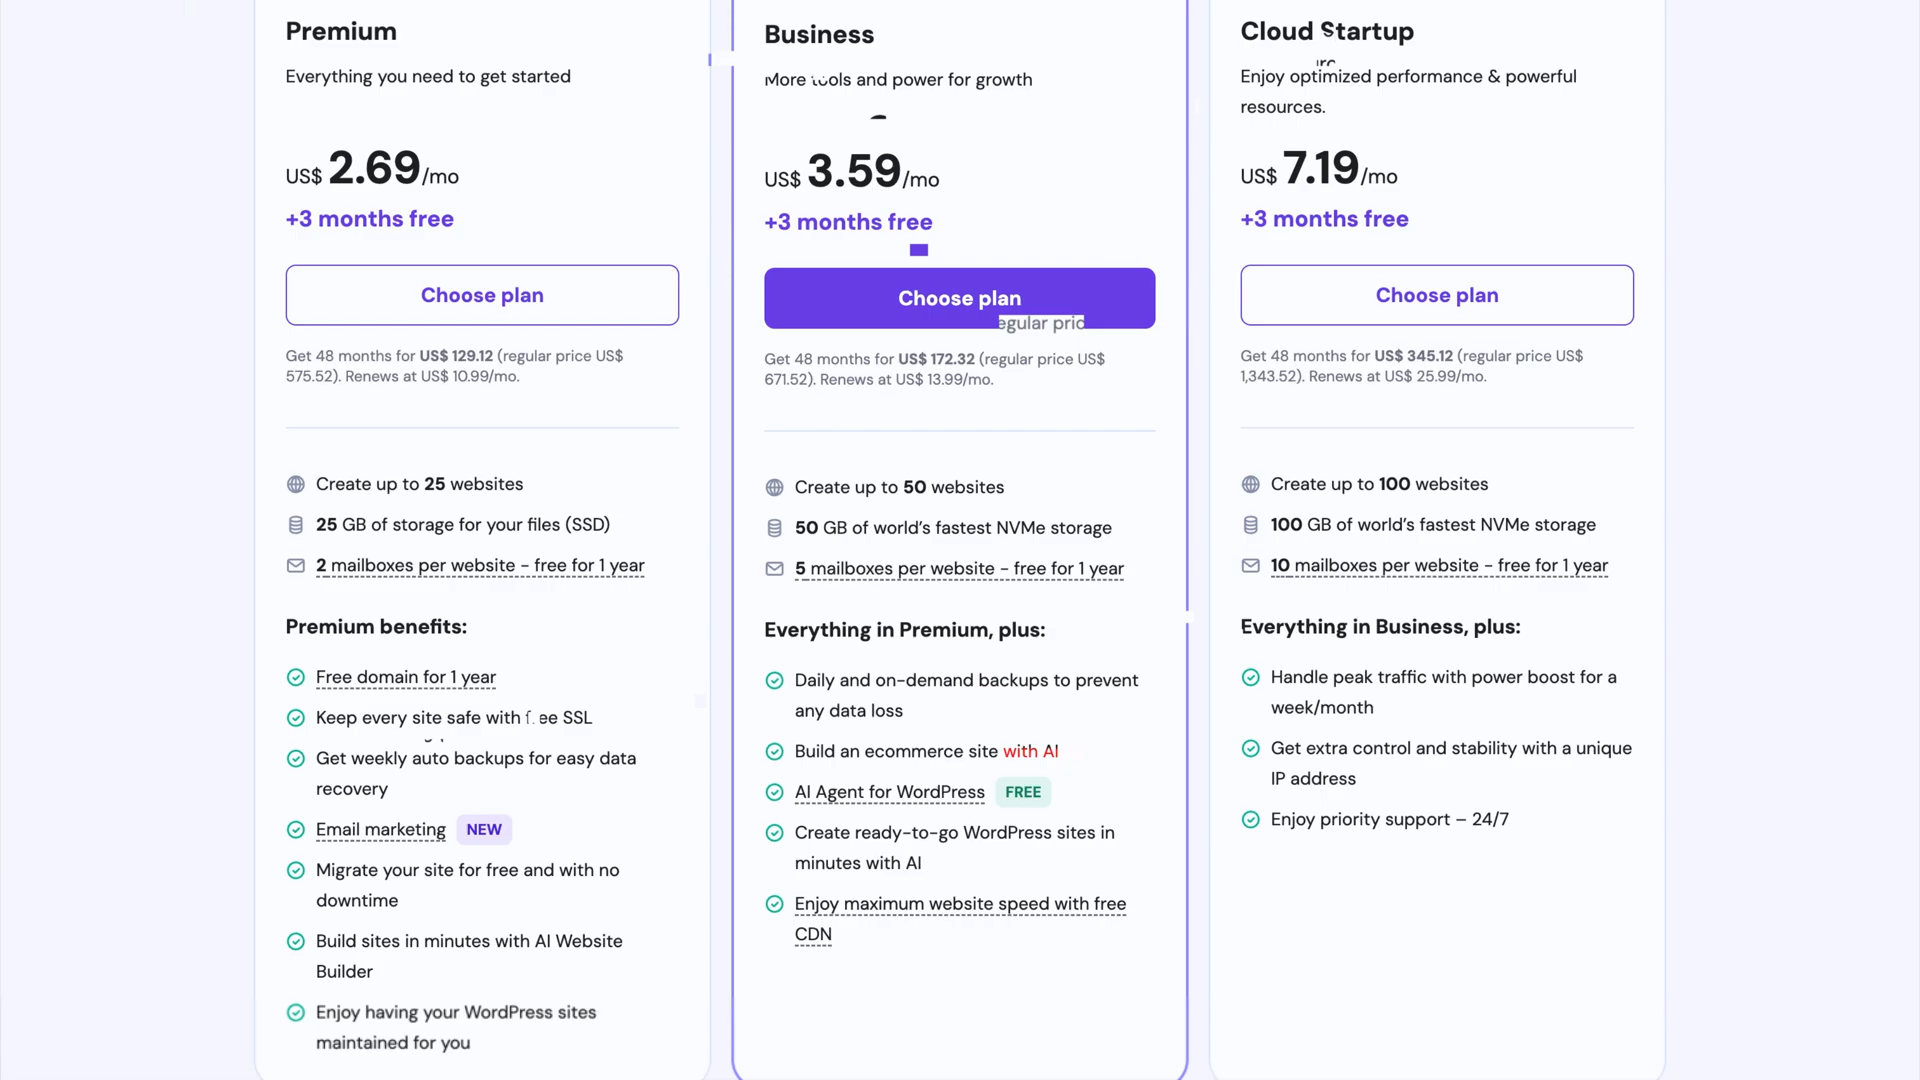 Premium
Everything you need to get started
US$ 2.69/mo
+3 months free
Choose plan
Get 48 months for US$ 129.12 (regular price US$
575.52). Renews at US$ 10.99/mo.
Create up to 25 websites
25 GB of storage for your files (SSD)
2 mailboxes per website - free for 1 year
Premium benefits:
Free domain for 1 year
Keep every site safe with free SSL
Get weekly auto backups for easy data
recovery
Email marketing NEW
Migrate your site for free and with no
downtime
Build sites in minutes with AI Website
Builder
Enjoy having your WordPress sites
maintained for you
Business
More tools and power for growth
US$ 3.59/mo
+3 months free
Choose plan
egular pric
Get 48 months for US$ 172.32 (regular price US$
671.52). Renews at US$ 13.99/mo.
Create up to 50 websites
50 GB of world's fastest NVMe storage
5 mailboxes per website - free for 1 year
Everything in Premium, plus:
Daily and on-demand backups to prevent
any data loss
Build an ecommerce site with AI
AI Agent for WordPress FREE
Create ready-to-go WordPress sites in
minutes with AI
Enjoy maximum website speed with free
CDN
Cloud Startup
Enjoy optimized performance & powerful
resources.
US$ 7.19/mo
+3 months free
Choose plan
Get 48 months for US$ 345.12 (regular price US$
1,343.52). Renews at US$ 25.99/mo.
Create up to 100 websites
100 GB of world's fastest NVMe storage
10 mailboxes per website - free for 1 year
Everything in Business, plus:
Handle peak traffic with power boost for a
week/month
Get extra control and stability with a unique
IP address
Enjoy priority support – 24/7